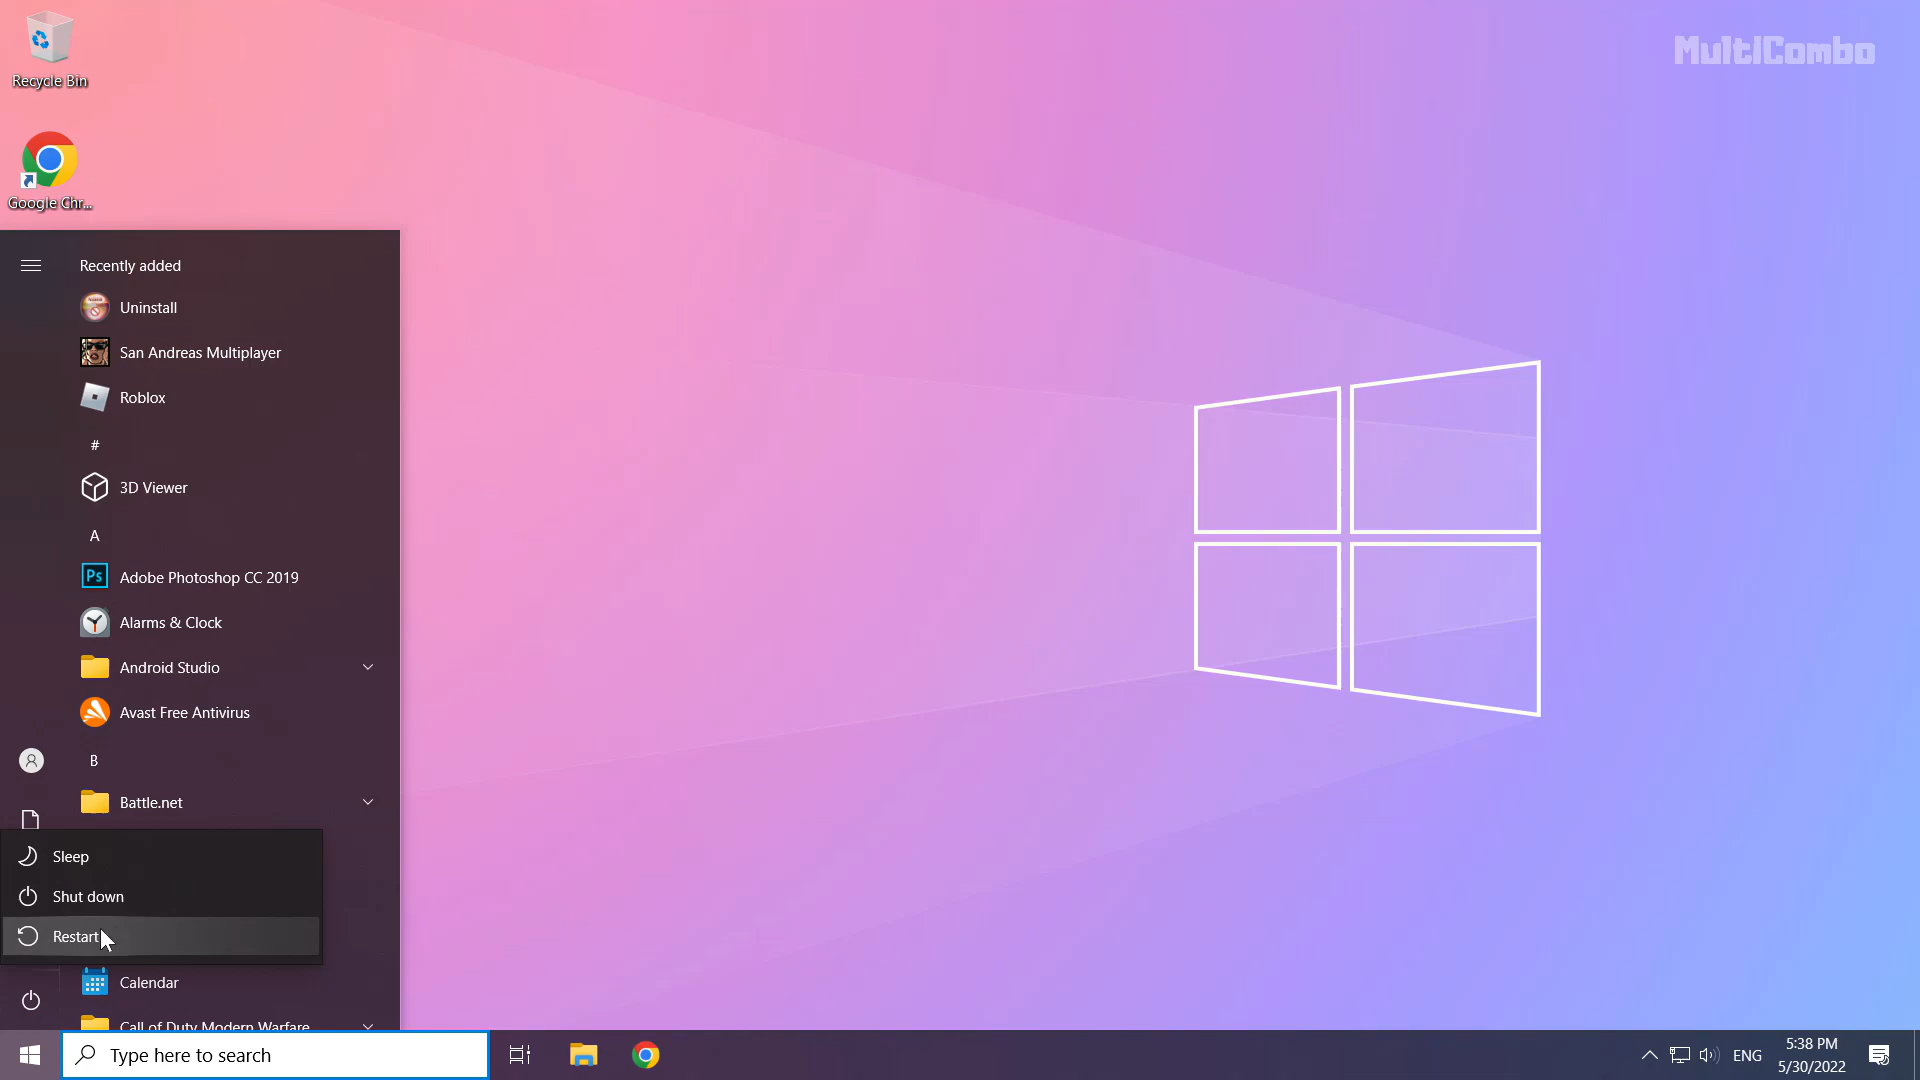 Recycle Bin
MultiCombo
Google Chr...
Recently added
Uninstall
San Andreas Multiplayer
Roblox
#
3D Viewer
A
Ps
Adobe Photoshop CC 2019
Alarms & Clock
Android Studio
Avast Free Antivirus
B
Battle.net
Sleep
Shut down
Restart
Calendar
Call of Duty Modern Warfare
Type here to search
ENG
5:38 PM
5/30/2022